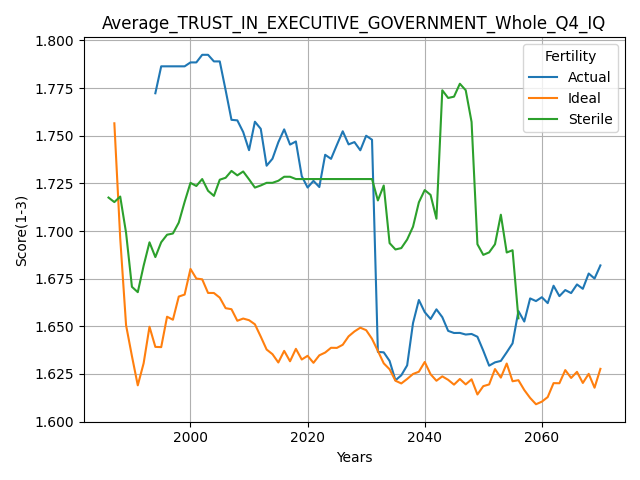 Average_TRUST_IN_EXECUTIVE_GOVERNMENT_Whole_Q4_IQ
Fertility
Actual
Ideal
Sterile
Score(1-3)
1.800
1.775
1.750
1.725
1.700
1.675
1.650
1.625
1.600
2000
2020
2040
2060
Years